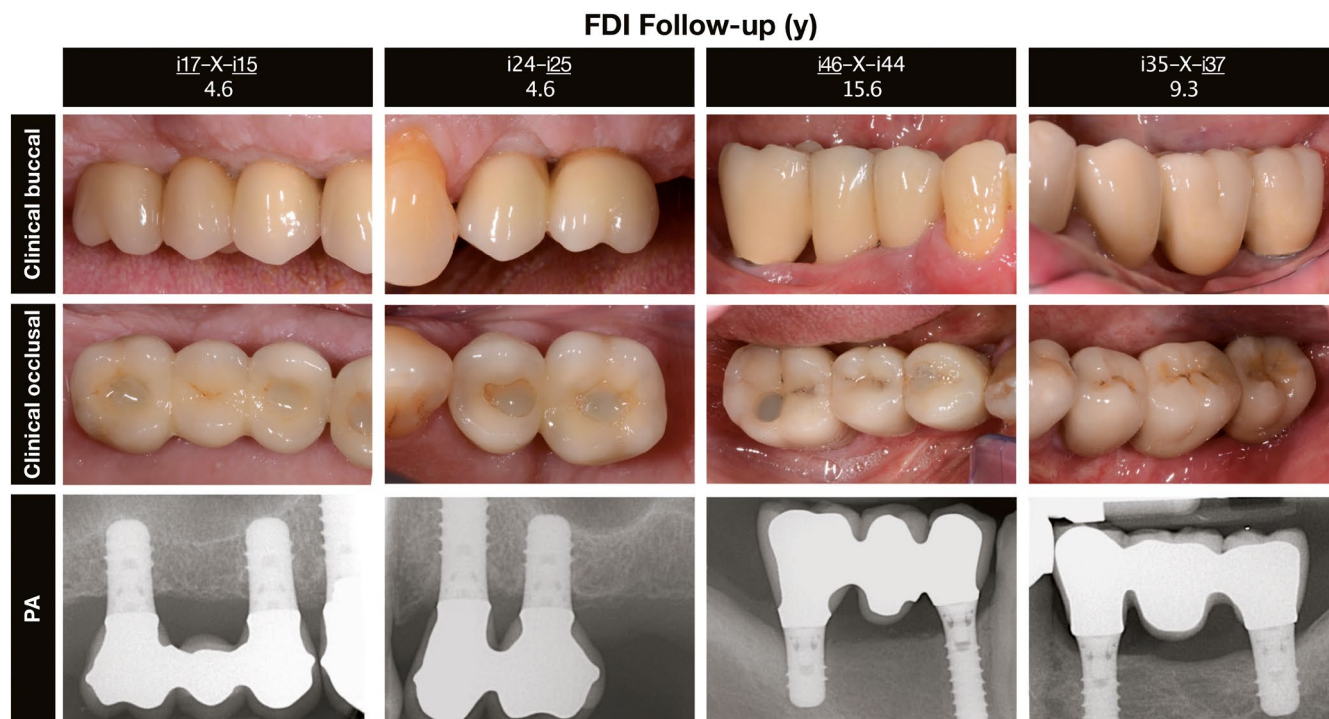 FDI Follow-up (y)
i17–X–i15
4.6
i24–i25
4.6
i46–X–i44
15.6
i35–X–i37
9.3
Clinical buccal
Clinical occlusal
PA